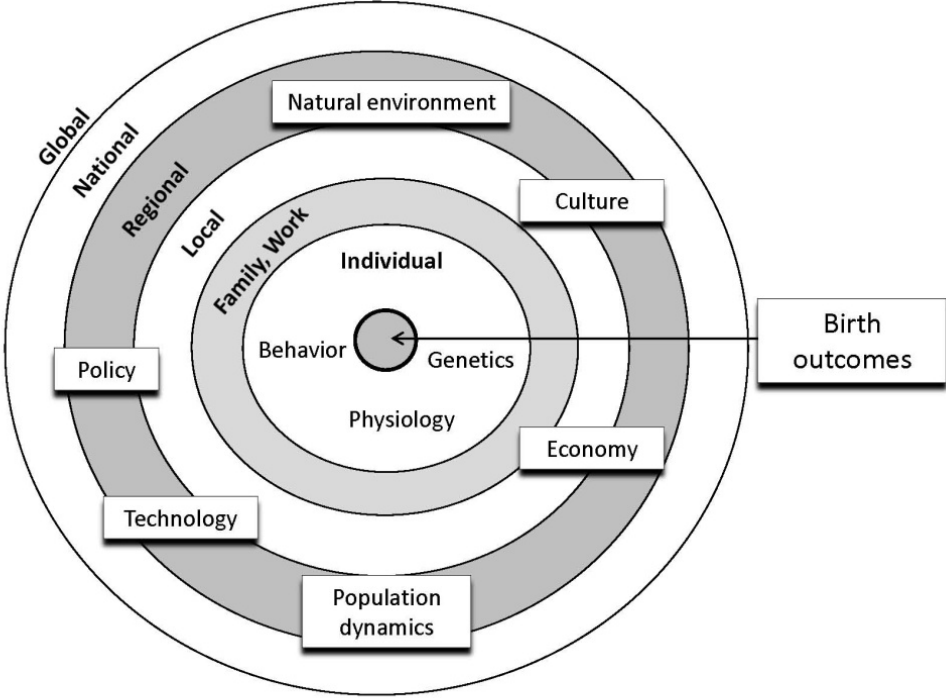 Natural environment
Global
National
Regional
Local
Family, Work
Culture
Individual
Behavior
Genetics
Physiology
Birth
outcomes
Policy
Economy
Technology
Population
dynamics